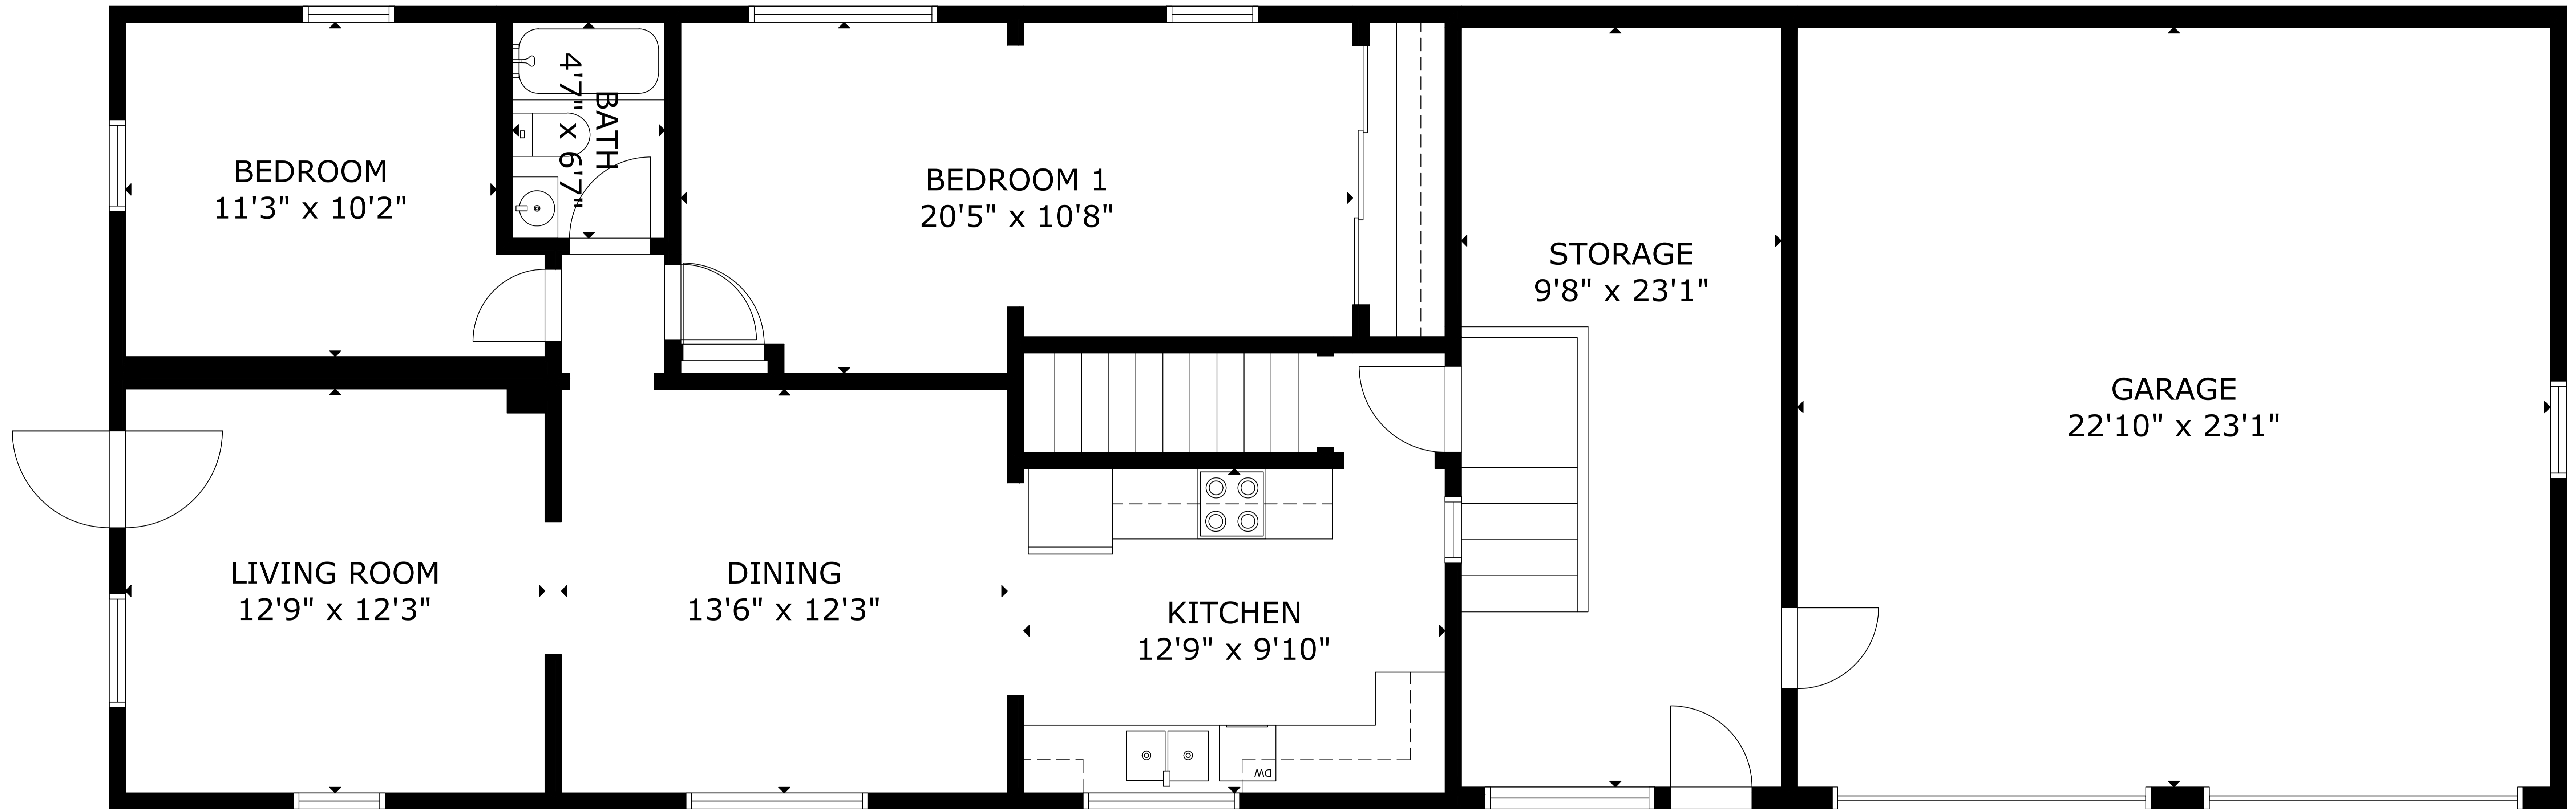 BEDROOM
11'3" x 10'2"
BATH
4'7" x 6'7"
BEDROOM 1
20'5" x 10'8"
STORAGE
9'8" x 23'1"
GARAGE
22'10" x 23'1"
LIVING ROOM
12'9" x 12'3"
DINING
13'6" x 12'3"
KITCHEN
12'9" x 9'10"
DW